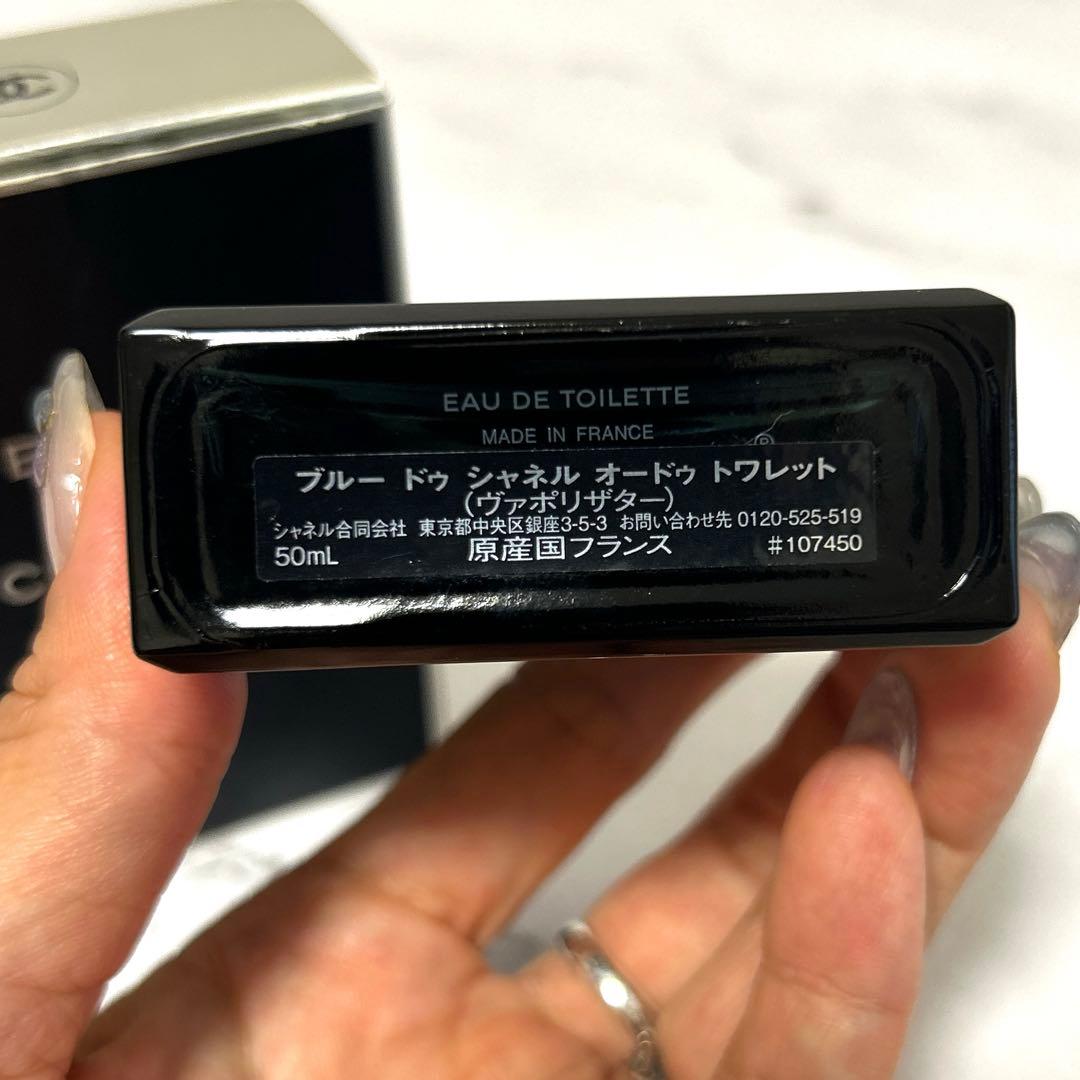 EAU DE TOILETTE
MADE IN FRANCE
ブルー ドゥ シャネル オードゥ トワレット
(ヴァポリザター)
シャネル合同会社 東京都中央区銀座3-5-3 お問い合わせ先 0120-525-519
50mL 原産国フランス #107450